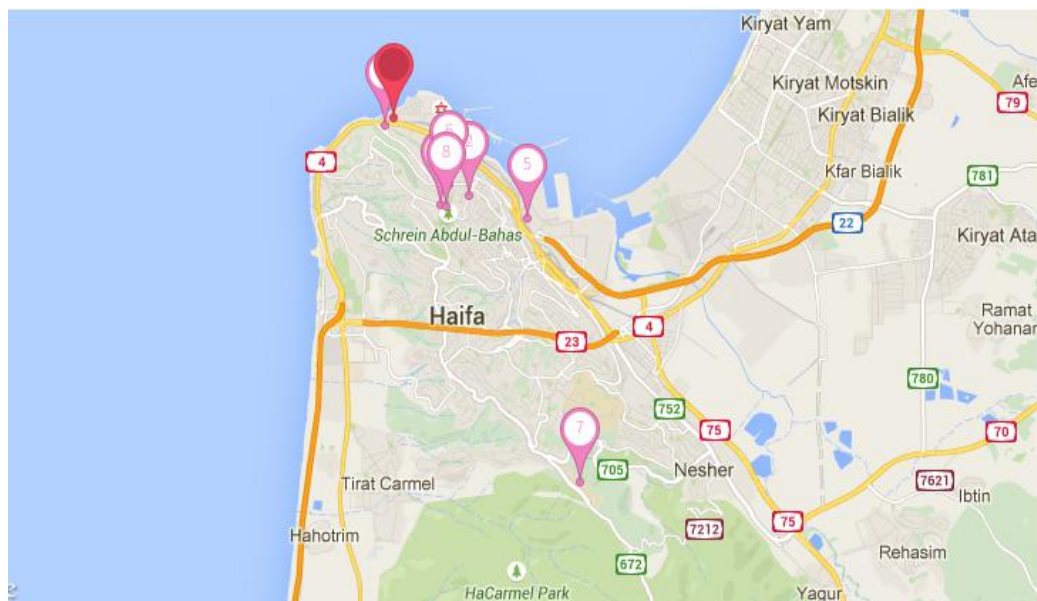 Kiryat Yam
Kiryat Motskin
79
Kiryat Bialik
4
6
8
5
Kfar Bialik
781
22
Schrein Abdul-Bahas
Kiryat Ata
Haifa
Ramat
Yohanan
4
23
780
752
75
70
7
705
Nesher
Tirat Carmel
7621
Ibtin
75
7212
Hahotrim
Rehasim
672
HaCarmel Park
Yagur